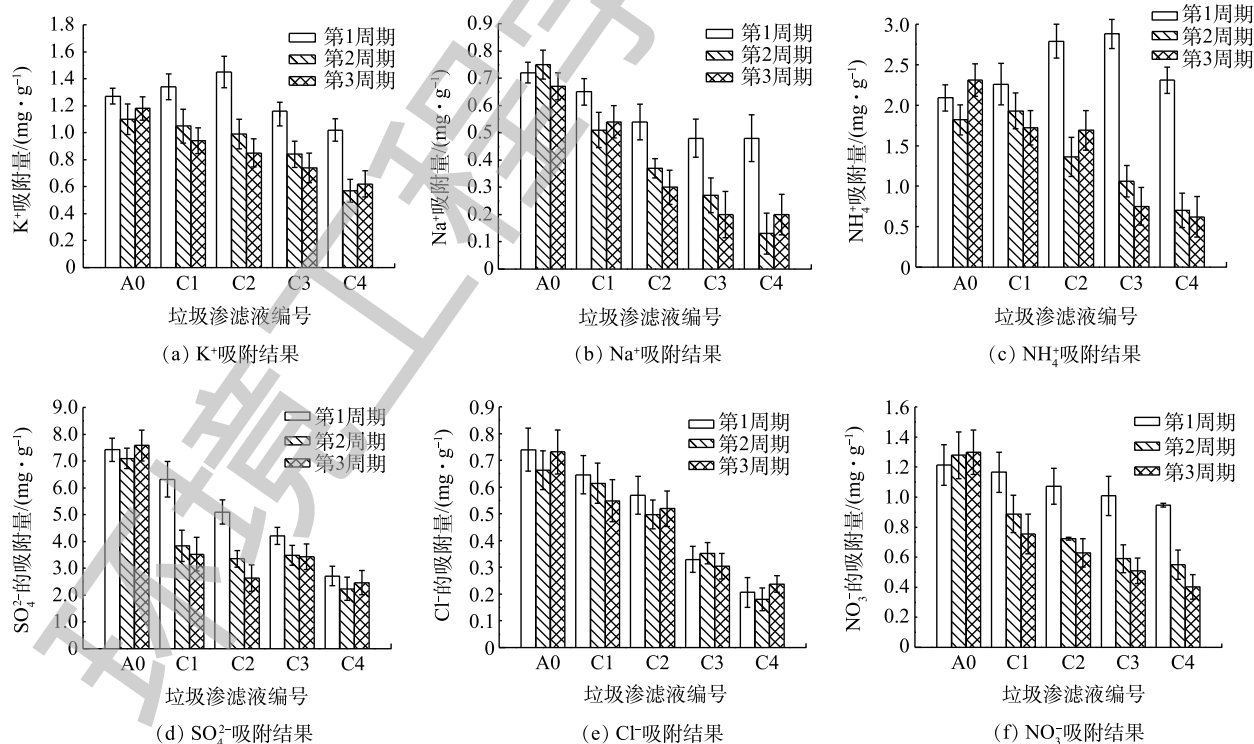 K⁺吸附量/(mg·g⁻¹)
1.8
1.6
1.4
1.2
1.0
0.8
0.6
0.4
0.2
0
第1周期
第2周期
第3周期
A0 C1 C2 C3 C4
垃圾渗滤液编号
(a) K⁺吸附结果
Na⁺吸附量/(mg·g⁻¹)
0.9
0.8
0.7
0.6
0.5
0.4
0.3
0.2
0.1
0
第1周期
第2周期
第3周期
A0 C1 C2 C3 C4
垃圾渗滤液编号
(b) Na⁺吸附结果
NH₄⁺吸附量/(mg·g⁻¹)
3.0
2.5
2.0
1.5
1.0
0.5
0
第1周期
第2周期
第3周期
A0 C1 C2 C3 C4
垃圾渗滤液编号
(c) NH₄⁺吸附结果
SO₄²⁻的吸附量/(mg·g⁻¹)
9.0
8.0
7.0
6.0
5.0
4.0
3.0
2.0
1.0
0
第1周期
第2周期
第3周期
A0 C1 C2 C3 C4
垃圾渗滤液编号
(d) SO₄²⁻吸附结果
Cl⁻的吸附量/(mg·g⁻¹)
0.9
0.8
0.7
0.6
0.5
0.4
0.3
0.2
0.1
0
第1周期
第2周期
第3周期
A0 C1 C2 C3 C4
垃圾渗滤液编号
(e) Cl⁻吸附结果
NO₃⁻的吸附量/(mg·g⁻¹)
1.6
1.4
1.2
1.0
0.8
0.6
0.4
0.2
0
第1周期
第2周期
第3周期
A0 C1 C2 C3 C4
垃圾渗滤液编号
(f) NO₃⁻吸附结果
环境工程学